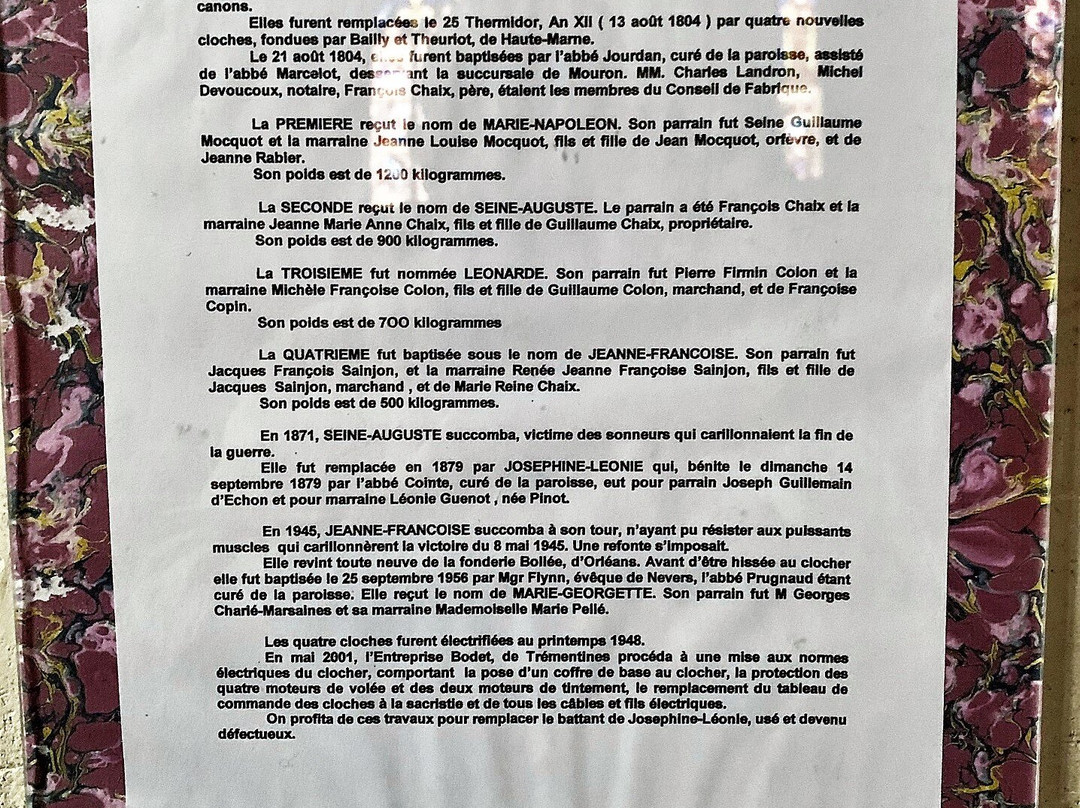 canons.
Elles furent remplacées le 25 Thermidor, An XII ( 13 août 1804 ) par quatre nouvelles
cloches, fondues par Bailly et Theuriot, de Haute-Marne.
Le 21 août 1804, elles furent baptisées par l'abbé Jourdan, curé de la paroisse, assisté
de l'abbé Marcelot, desservant la succursale de Mouron. MM. Charles Landron, Michel
Devoucoux, notaire, François Chaix, père, étaient les membres du Conseil de Fabrique.
La PREMIERE reçut le nom de MARIE-NAPOLEON. Son parrain fut Seine Guillaume
Mocquot et la marraine Jeanne Louise Mocquot, fils et fille de Jean Mocquot, orfèvre, et de
Jeanne Rabier.
Son poids est de 1200 kilogrammes.
La SECONDE reçut le nom de SEINE-AUGUSTE. Le parrain a été François Chaix et la
marraine Jeanne Marie Anne Chaix, fils et fille de Guillaume Chaix, propriétaire.
Son poids est de 900 kilogrammes.
La TROISIEME fut nommée LEONARDE. Son parrain fut Pierre Firmin Colon et la
marraine Michèle Françoise Colon, fils et fille de Guillaume Colon, marchand, et de Françoise
Copin.
Son poids est de 7OO kilogrammes
La QUATRIEME fut baptisée sous le nom de JEANNE-FRANCOISE. Son parrain fut
Jacques François Sainjon, et la marraine Renée Jeanne Françoise Sainjon, fils et fille de
Jacques Sainjon, marchand , et de Marie Reine Chaix.
Son poids est de 500 kilogrammes.
En 1871, SEINE-AUGUSTE succomba, victime des sonneurs qui carillonnaient la fin de
la guerre.
Elle fut remplacée en 1879 par JOSEPHINE-LEONIE qui, bénite le dimanche 14
septembre 1879 par l'abbé Cointe, curé de la paroisse, eut pour parrain Joseph Guillemain
d'Echon et pour marraine Léonie Guenot , née Pinot.
En 1945, JEANNE-FRANCOISE succomba à son tour, n'ayant pu résister aux puissants
muscles qui carillonnèrent la victoire du 8 mai 1945. Une refonte s'imposait.
Elle revint toute neuve de la fonderie Bollée, d'Orléans. Avant d'être hissée au clocher
elle fut baptisée le 25 septembre 1956 par Mgr Flynn, évêque de Nevers, l'abbé Prugnaud étant
curé de la paroisse. Elle reçut le nom de MARIE-GEORGETTE. Son parrain fut M Georges
Charlé-Marsaines et sa marraine Mademoiselle Marie Pellé.
Les quatre cloches furent électrifiées au printemps 1948.
En mai 2001, l'Entreprise Bodet, de Trémentines procéda à une mise aux normes
électriques du clocher, comportant la pose d'un coffre de base au clocher, la protection des
quatre moteurs de volée et des deux moteurs de tintement, le remplacement du tableau de
commande des cloches à la sacristie et de tous les câbles et fils électriques.
On profita de ces travaux pour remplacer le battant de Josephine-Léonie, usé et devenu
défectueux.